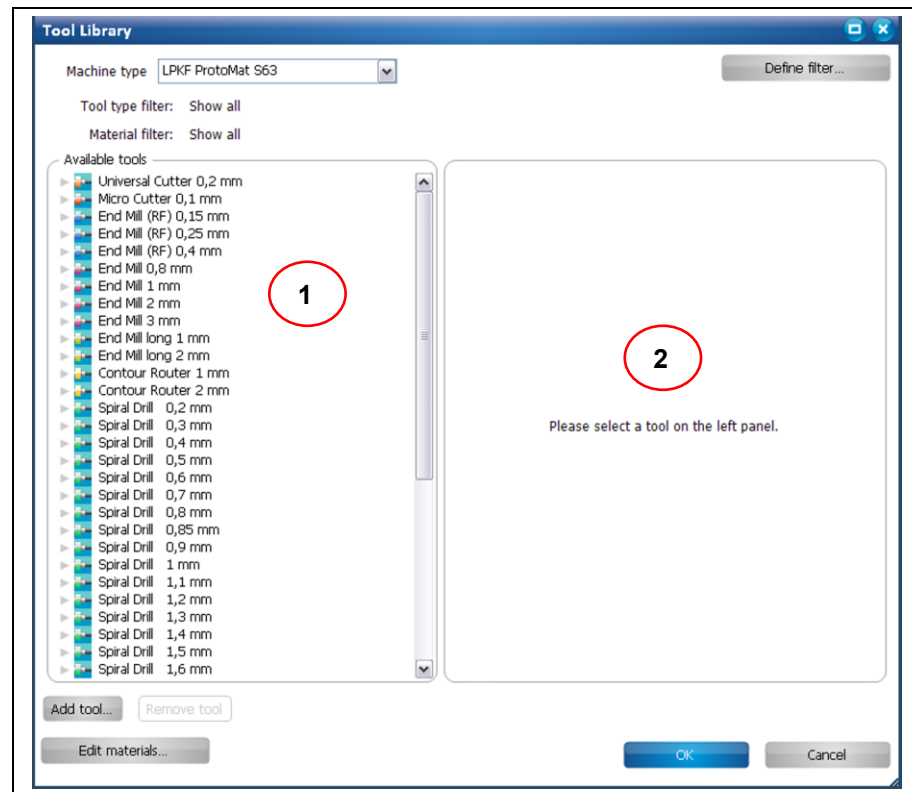 Tool Library
Machine type LPKF ProtoMat S63
Define filter...
Tool type filter: Show all
Material filter: Show all
Available tools
Universal Cutter 0,2 mm
Micro Cutter 0,1 mm
End Mill (RF) 0,15 mm
End Mill (RF) 0,25 mm
End Mill (RF) 0,4 mm
End Mill 0,8 mm
End Mill 1 mm
End Mill 2 mm
End Mill 3 mm
End Mill long 1 mm
End Mill long 2 mm
Contour Router 1 mm
Contour Router 2 mm
Spiral Drill 0,2 mm
Spiral Drill 0,3 mm
Spiral Drill 0,4 mm
Spiral Drill 0,5 mm
Spiral Drill 0,6 mm
Spiral Drill 0,7 mm
Spiral Drill 0,8 mm
Spiral Drill 0,85 mm
Spiral Drill 0,9 mm
Spiral Drill 1 mm
Spiral Drill 1,1 mm
Spiral Drill 1,2 mm
Spiral Drill 1,3 mm
Spiral Drill 1,4 mm
Spiral Drill 1,5 mm
Spiral Drill 1,6 mm
1
2
Please select a tool on the left panel.
Add tool... Remove tool
Edit materials...
OK Cancel